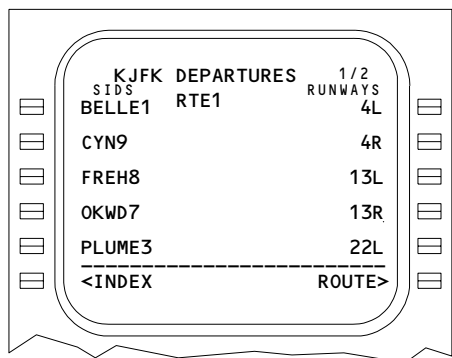 KJFK DEPARTURES 1/2
SIDS RTE1 RUNWAYS
BELLE1 4L
CYN9 4R
FREH8 13L
OKWD7 13R
PLUME3 22L
------------------------
<INDEX ROUTE>